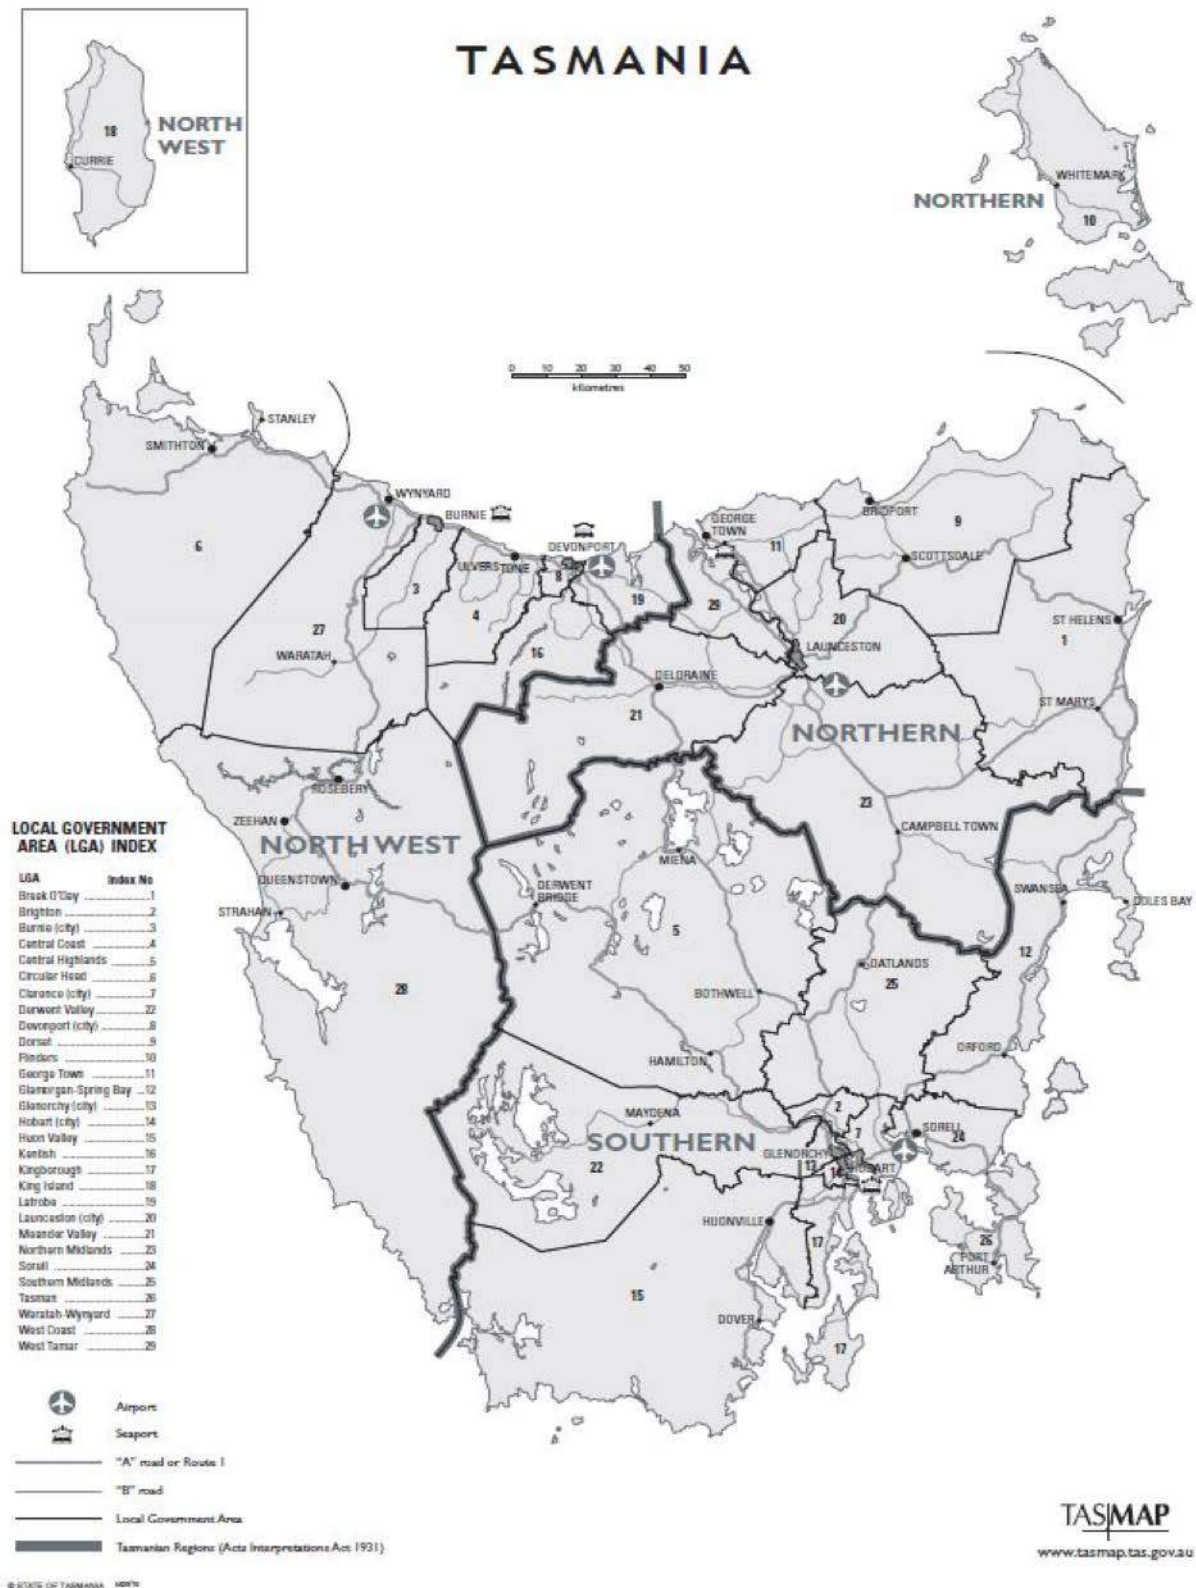 TASMANIA
18
NORTH
WEST
CURRIE
WHITEMARK
NORTHERN
10
0 10 20 30 40 50
kilometres
STANLEY
SMITHTON
WYNYARD
BURNIE
GEORGE
TOWN
BRIDPORT
9
DEVONPORT
11
6
ULVERSTONE
8
SCOTTSDALE
3
19
29
4
27
20
ST HELENS
1
WARATAH
16
LAUNCESTON
DELORAINE
21
ST MARYS
NORTHERN
ROSEBERY
23
LOCAL GOVERNMENT
AREA (LGA) INDEX
ZEEHAN
NORTH WEST
CAMPBELL TOWN
MIENA
QUEENSTOWN
DERWENT
BRIDGE
SWANSEA
STRAHAN
COLES BAY
5
12
OATLANDS
25
28
BOTHWELL
HAMILTON
ORFORD
MAYDENA
2
SOUTHERN
7
SORELL
24
GLENORCHY
22
13
14
HOBART
HUONVILLE
17
26
PORT
ARTHUR
15
DOVER
17
LGA Index No
Break O'Day 1
Brighton 2
Burnie (city) 3
Central Coast 4
Central Highlands 5
Circular Head 6
Clarence (city) 7
Derwent Valley 22
Devonport (city) 8
Dorset 9
Flinders 10
George Town 11
Glamorgan-Spring Bay 12
Glenorchy (city) 13
Hobart (city) 14
Huon Valley 15
Kentish 16
Kingborough 17
King Island 18
Latrobe 19
Launceston (city) 20
Meander Valley 21
Northern Midlands 23
Sorell 24
Southern Midlands 25
Tasman 26
Waratah-Wynyard 27
West Coast 28
West Tamar 29
Airport
Seaport
"A" road or Route 1
"B" road
Local Government Area
Tasmanian Regions (Acts Interpretations Act 1931)
© STATE OF TASMANIA
TASMAP
www.tasmap.tas.gov.au